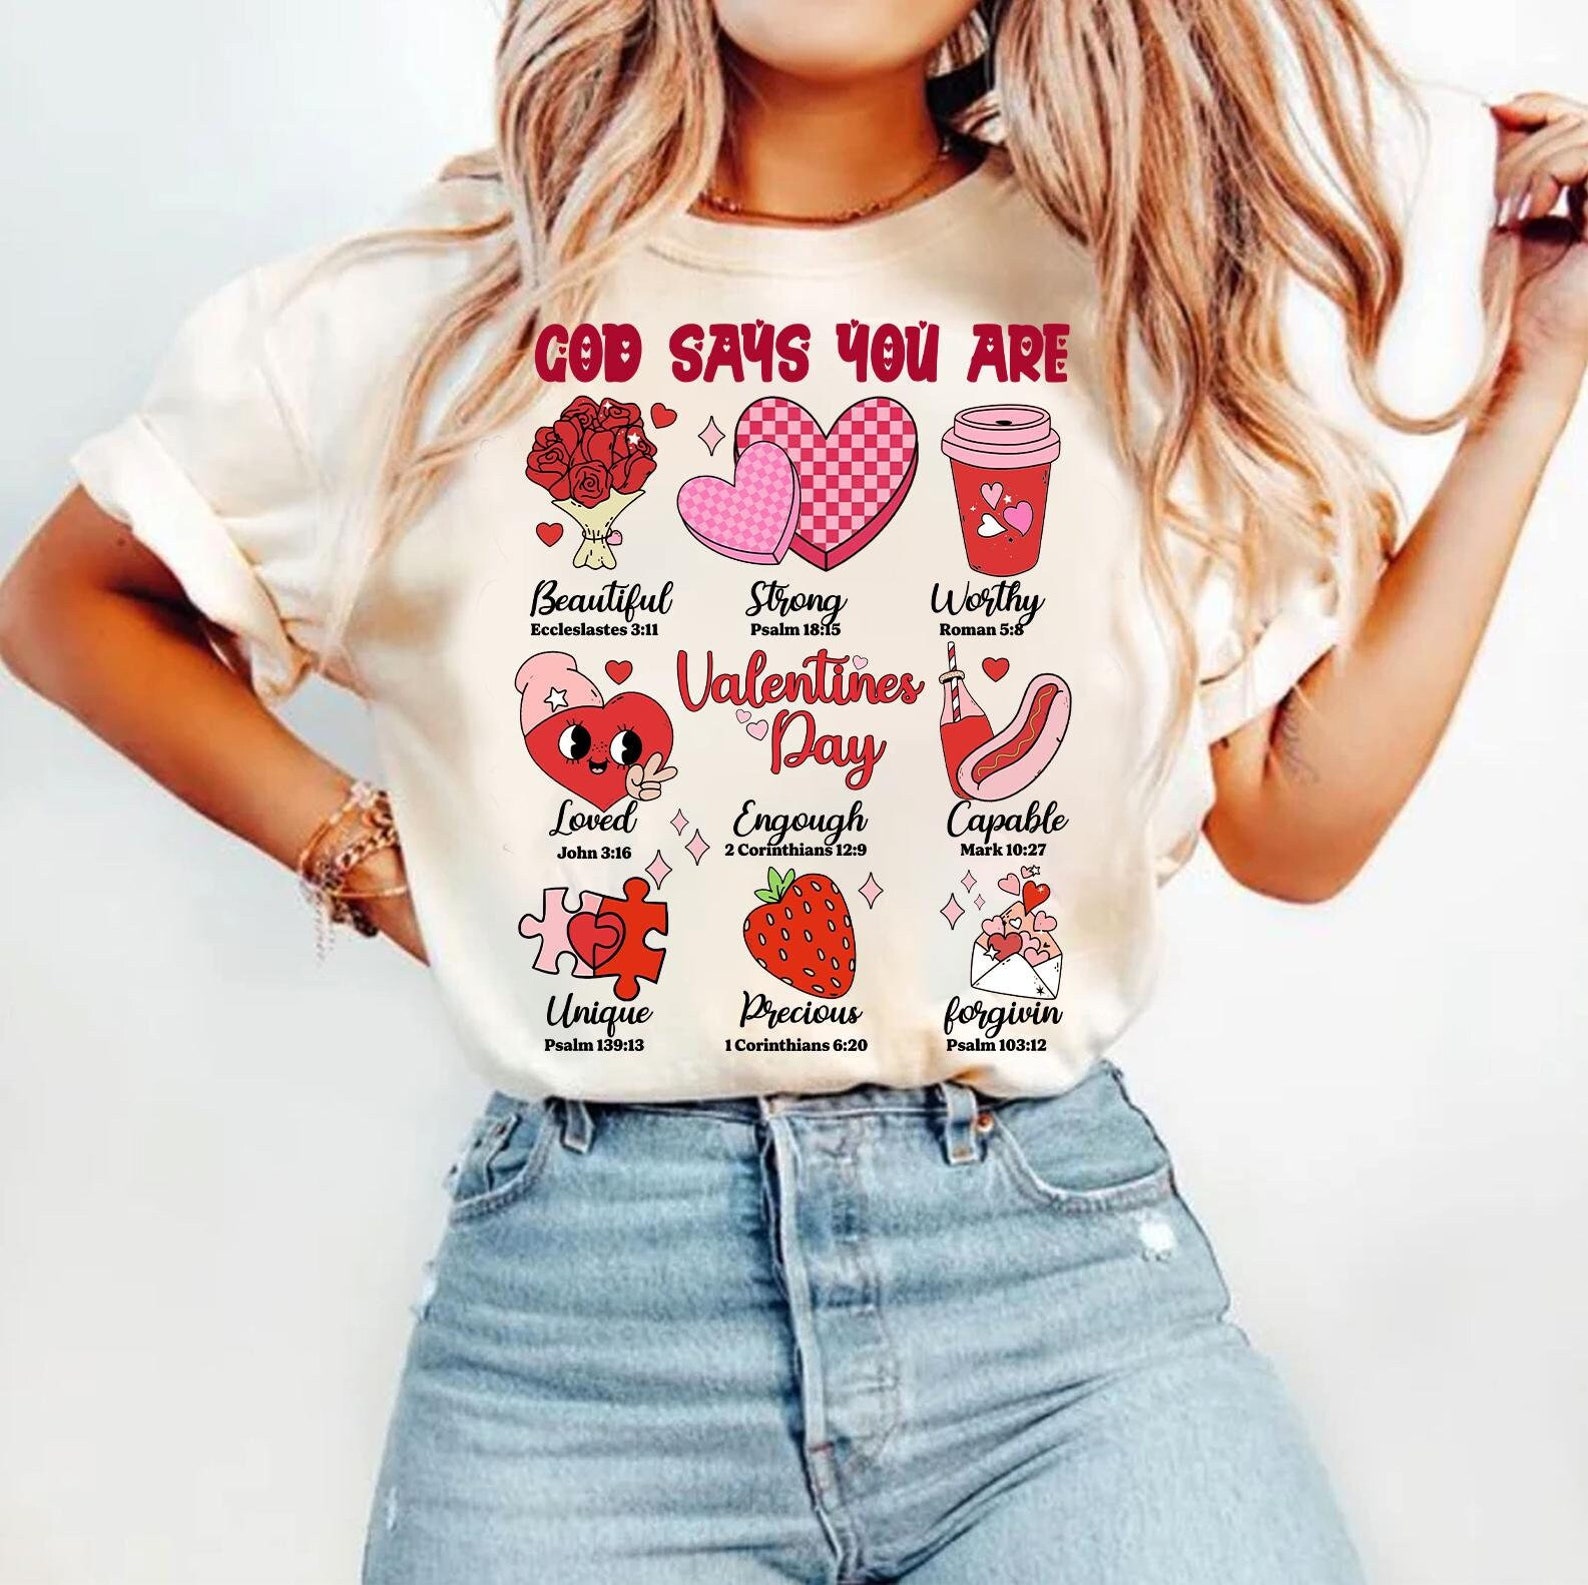 GOD SAYS YOU ARE
Beautiful Strong Worthy
Eccleslastes 3:11 Psalm 18:15 Roman 5:8
Valentines
Day
Loved Engough Capable
John 3:16 2 Corinthians 12:9 Mark 10:27
Unique Precious forgivin
Psalm 139:13 1 Corinthians 6:20 Psalm 103:12